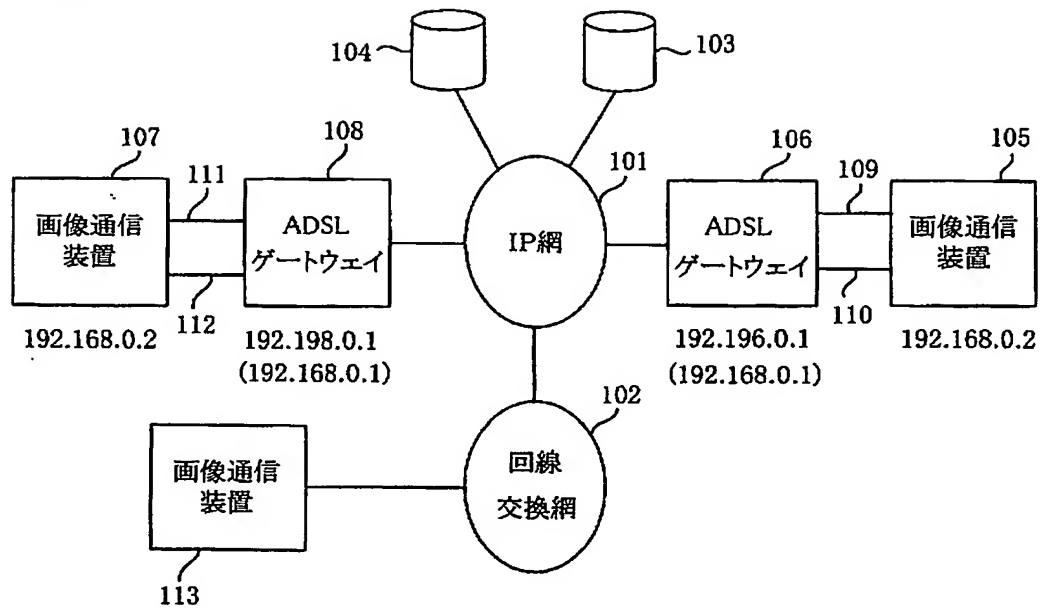 104
103
107
108
101
106
105
111
109
画像通信
装置
ADSL
ゲートウェイ
IP網
ADSL
ゲートウェイ
画像通信
装置
112
110
192.168.0.2
192.198.0.1
(192.168.0.1)
192.196.0.1
(192.168.0.1)
192.168.0.2
102
画像通信
装置
回線
交換網
113